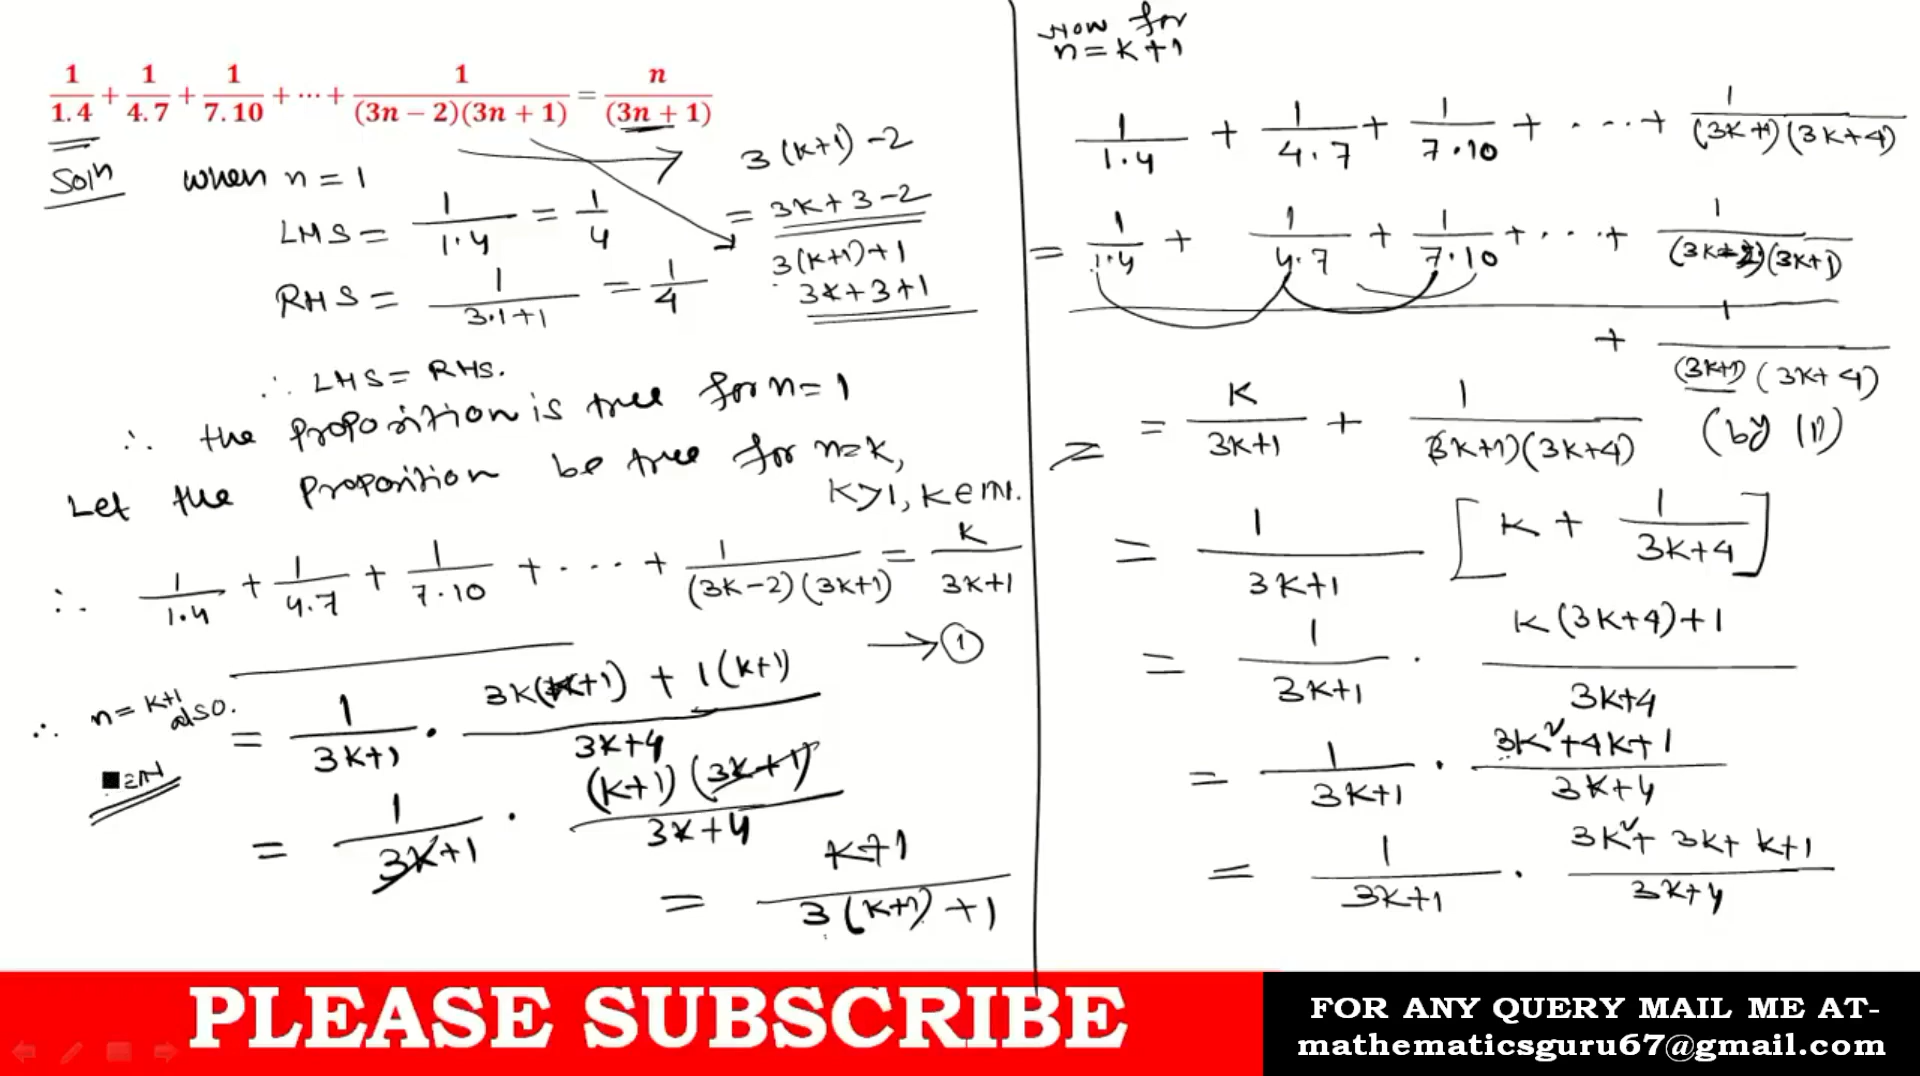 1/1.4 + 1/4.7 + 1/7.10 + ⋯ + 1/(3n − 2)(3n + 1) = n/(3n + 1)
Solⁿ when n = 1
LHS = 1/1·4 = 1/4
RHS = 1/3·1+1 = 1/4
3(k+1) −2
= 3k+3−2
3(k+1)+1
3k+3+1
∴ LHS = RHS.
∴ the proposition is true for n=1
Let the proposition be true for n=k,
k>1, k∈IN.
∴ 1/1·4 + 1/4·7 + 1/7·10 + ···· + 1/(3k−2)(3k+1) = k/3k+1
→ ①
= 1/3k+1 · 3k(k+1) + 1(k+1)/3k+4
= 1/3k+1 · (k+1)(3k+1)/3k+4
= k+1/3(k+1)+1
∴ n = k+1 also.
Now for
n = k+1
1/1·4 + 1/4·7 + 1/7·10 + ···· + 1/(3k+1)(3k+4)
= 1/1·4 + 1/4·7 + 1/7·10 + ···· + 1/(3k−2)(3k+1)
+ 1/(3k+1)(3k+4)
= k/3k+1 + 1/(3k+1)(3k+4) (by 1)
= 1/3k+1 [k + 1/3k+4]
= 1/3k+1 · k(3k+4)+1/3k+4
= 1/3k+1 · 3k²+4k+1/3k+4
= 1/3k+1 · 3k²+3k+k+1/3k+4
PLEASE SUBSCRIBE
FOR ANY QUERY MAIL ME AT-
mathematicsguru67@gmail.com